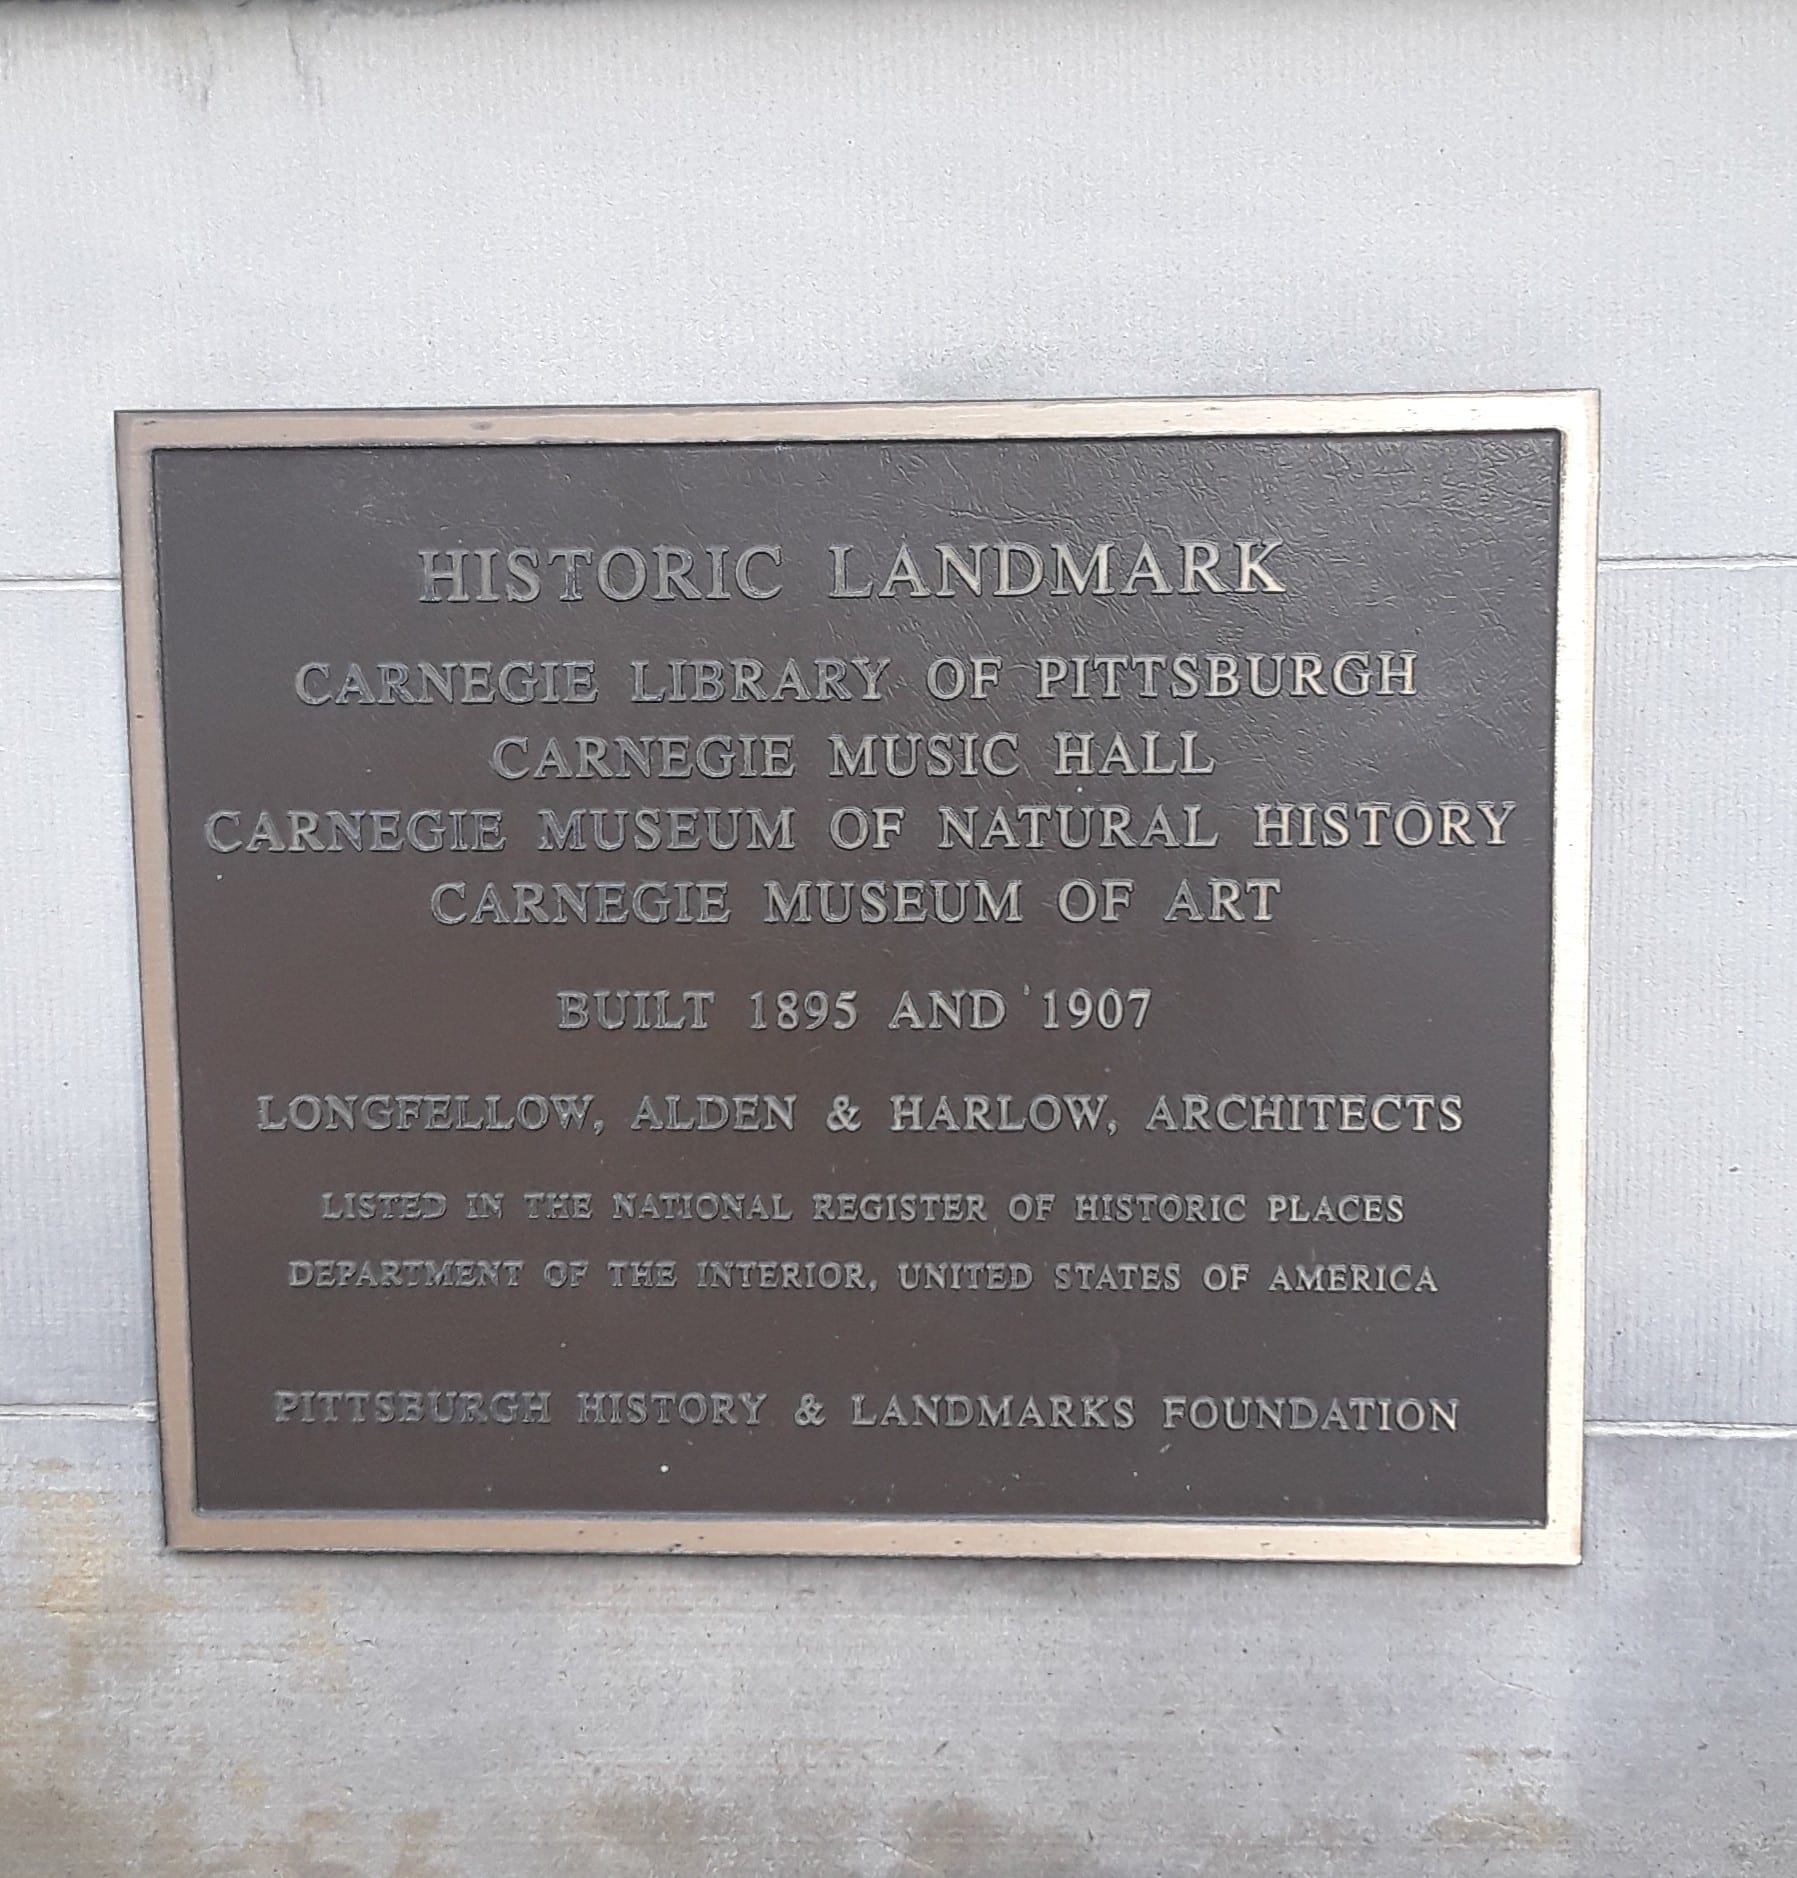 HISTORIC LANDMARK
CARNEGIE LIBRARY OF PITTSBURGH
CARNEGIE MUSIC HALL
CARNEGIE MUSEUM OF NATURAL HISTORY
CARNEGIE MUSEUM OF ART
BUILT 1895 AND 1907
LONGFELLOW, ALDEN & HARLOW, ARCHITECTS
LISTED IN THE NATIONAL REGISTER OF HISTORIC PLACES
DEPARTMENT OF THE INTERIOR, UNITED STATES OF AMERICA
PITTSBURGH HISTORY & LANDMARKS FOUNDATION